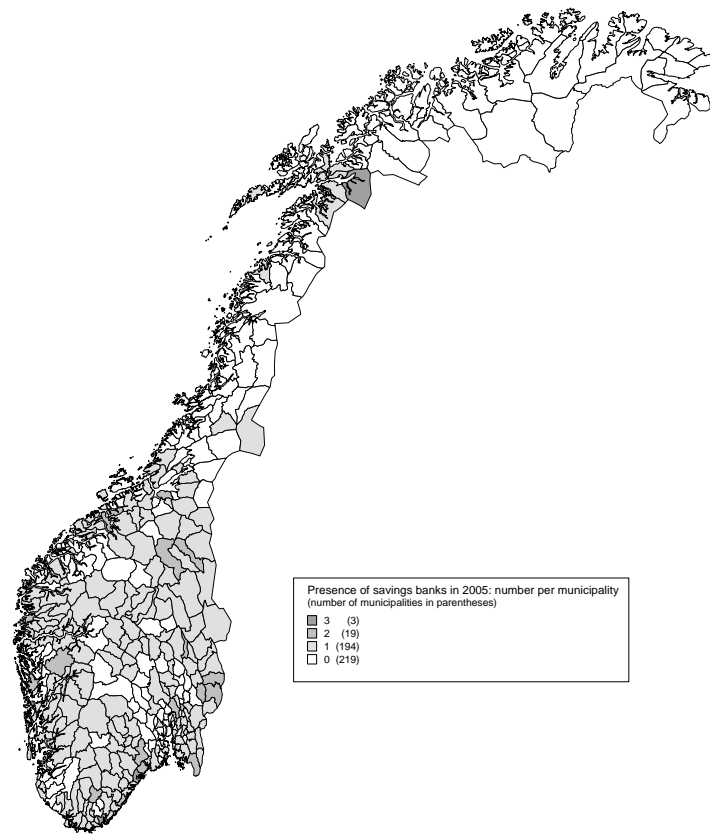 Presence of savings banks in 2005: number per municipality
(number of municipalities in parentheses)
3 (3)
2 (19)
1 (194)
0 (219)